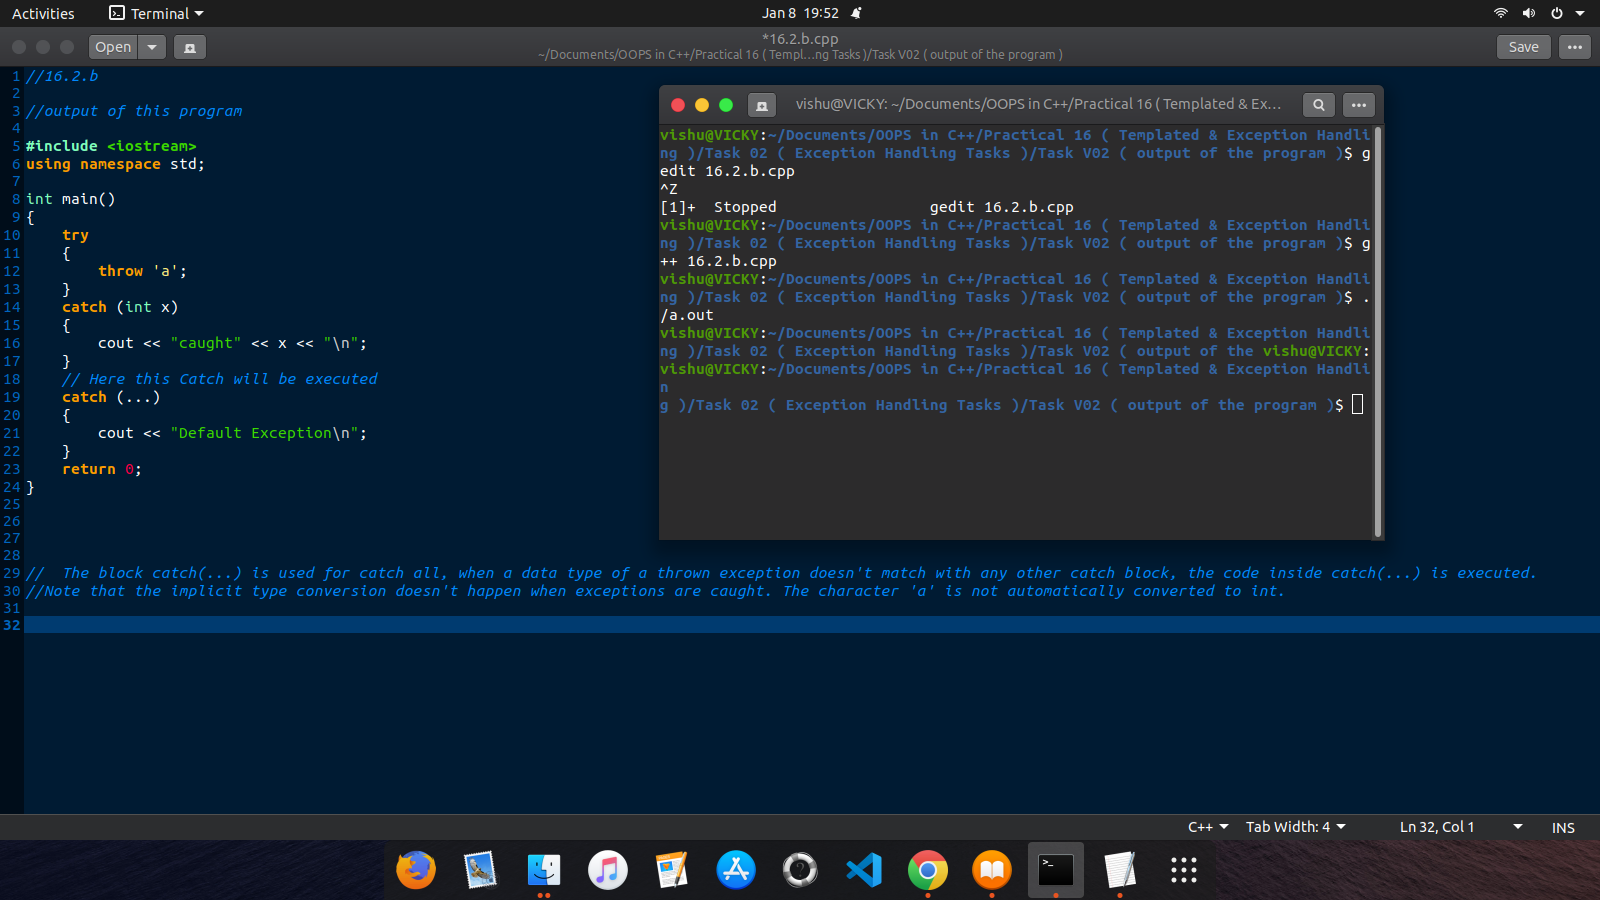 Activities Terminal Jan 8 19:52
Open *16.2.b.cpp Save
~/Documents/OOPS in C++/Practical 16 ( Templ...ng Tasks )/Task V02 ( output of the program )
1 //16.2.b
2
3 //output of this program
4
5 #include <iostream>
6 using namespace std;
7
8 int main()
9 {
10     try
11     {
12         throw 'a';
13     }
14     catch (int x)
15     {
16         cout << "caught" << x << "\n";
17     }
18     // Here this Catch will be executed
19     catch (...)
20     {
21         cout << "Default Exception\n";
22     }
23     return 0;
24 }
25
26
27
28
29 //  The block catch(...) is used for catch all, when a data type of a thrown exception doesn't match with any other catch block, the code inside catch(...) is executed.
30 //Note that the implicit type conversion doesn't happen when exceptions are caught. The character 'a' is not automatically converted to int.
31
32
vishu@VICKY: ~/Documents/OOPS in C++/Practical 16 ( Templated & Ex...
vishu@VICKY:~/Documents/OOPS in C++/Practical 16 ( Templated & Exception Handli
ng )/Task 02 ( Exception Handling Tasks )/Task V02 ( output of the program )$ g
edit 16.2.b.cpp
^Z
[1]+  Stopped                 gedit 16.2.b.cpp
vishu@VICKY:~/Documents/OOPS in C++/Practical 16 ( Templated & Exception Handli
ng )/Task 02 ( Exception Handling Tasks )/Task V02 ( output of the program )$ g
++ 16.2.b.cpp
vishu@VICKY:~/Documents/OOPS in C++/Practical 16 ( Templated & Exception Handli
ng )/Task 02 ( Exception Handling Tasks )/Task V02 ( output of the program )$ .
/a.out
vishu@VICKY:~/Documents/OOPS in C++/Practical 16 ( Templated & Exception Handli
ng )/Task 02 ( Exception Handling Tasks )/Task V02 ( output of the vishu@VICKY:
vishu@VICKY:~/Documents/OOPS in C++/Practical 16 ( Templated & Exception Handli
n
g )/Task 02 ( Exception Handling Tasks )/Task V02 ( output of the program )$
C++ Tab Width: 4 Ln 32, Col 1 INS